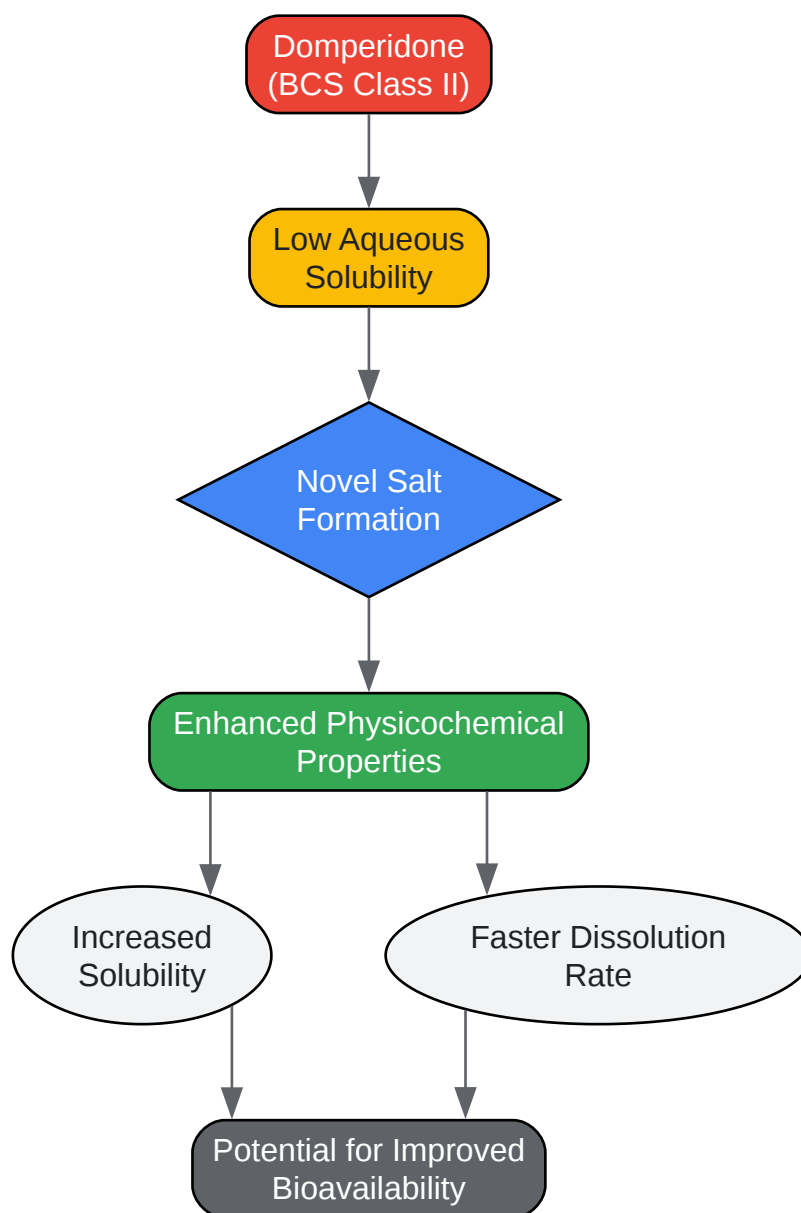 Domperidone
(BCS Class II)
Low Aqueous
Solubility
Novel Salt
Formation
Enhanced Physicochemical
Properties
Increased
Solubility
Faster Dissolution
Rate
Potential for Improved
Bioavailability